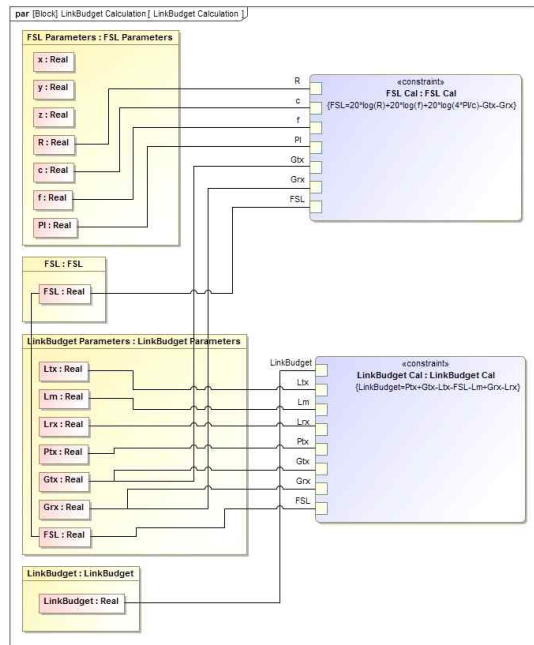 par [Block] LinkBudget Calculation [ LinkBudget Calculation ]
FSL Parameters : FSL Parameters
x : Real
y : Real
z : Real
R : Real
c : Real
f : Real
PI : Real
R
c
f
PI
Gtx
Grx
FSL
«constraint»
FSL Cal : FSL Cal
{FSL=20*log(R)+20*log(f)+20*log(4*PI/c)-Gtx-Grx}
FSL : FSL
FSL : Real
LinkBudget Parameters : LinkBudget Parameters
Ltx : Real
Lm : Real
Lrx : Real
Ptx : Real
Gtx : Real
Grx : Real
FSL : Real
LinkBudget
Ltx
Lm
Lrx
Ptx
Gtx
Grx
FSL
«constraint»
LinkBudget Cal : LinkBudget Cal
{LinkBudget=Ptx+Gtx-Ltx-FSL-Lm+Grx-Lrx}
LinkBudget : LinkBudget
LinkBudget : Real